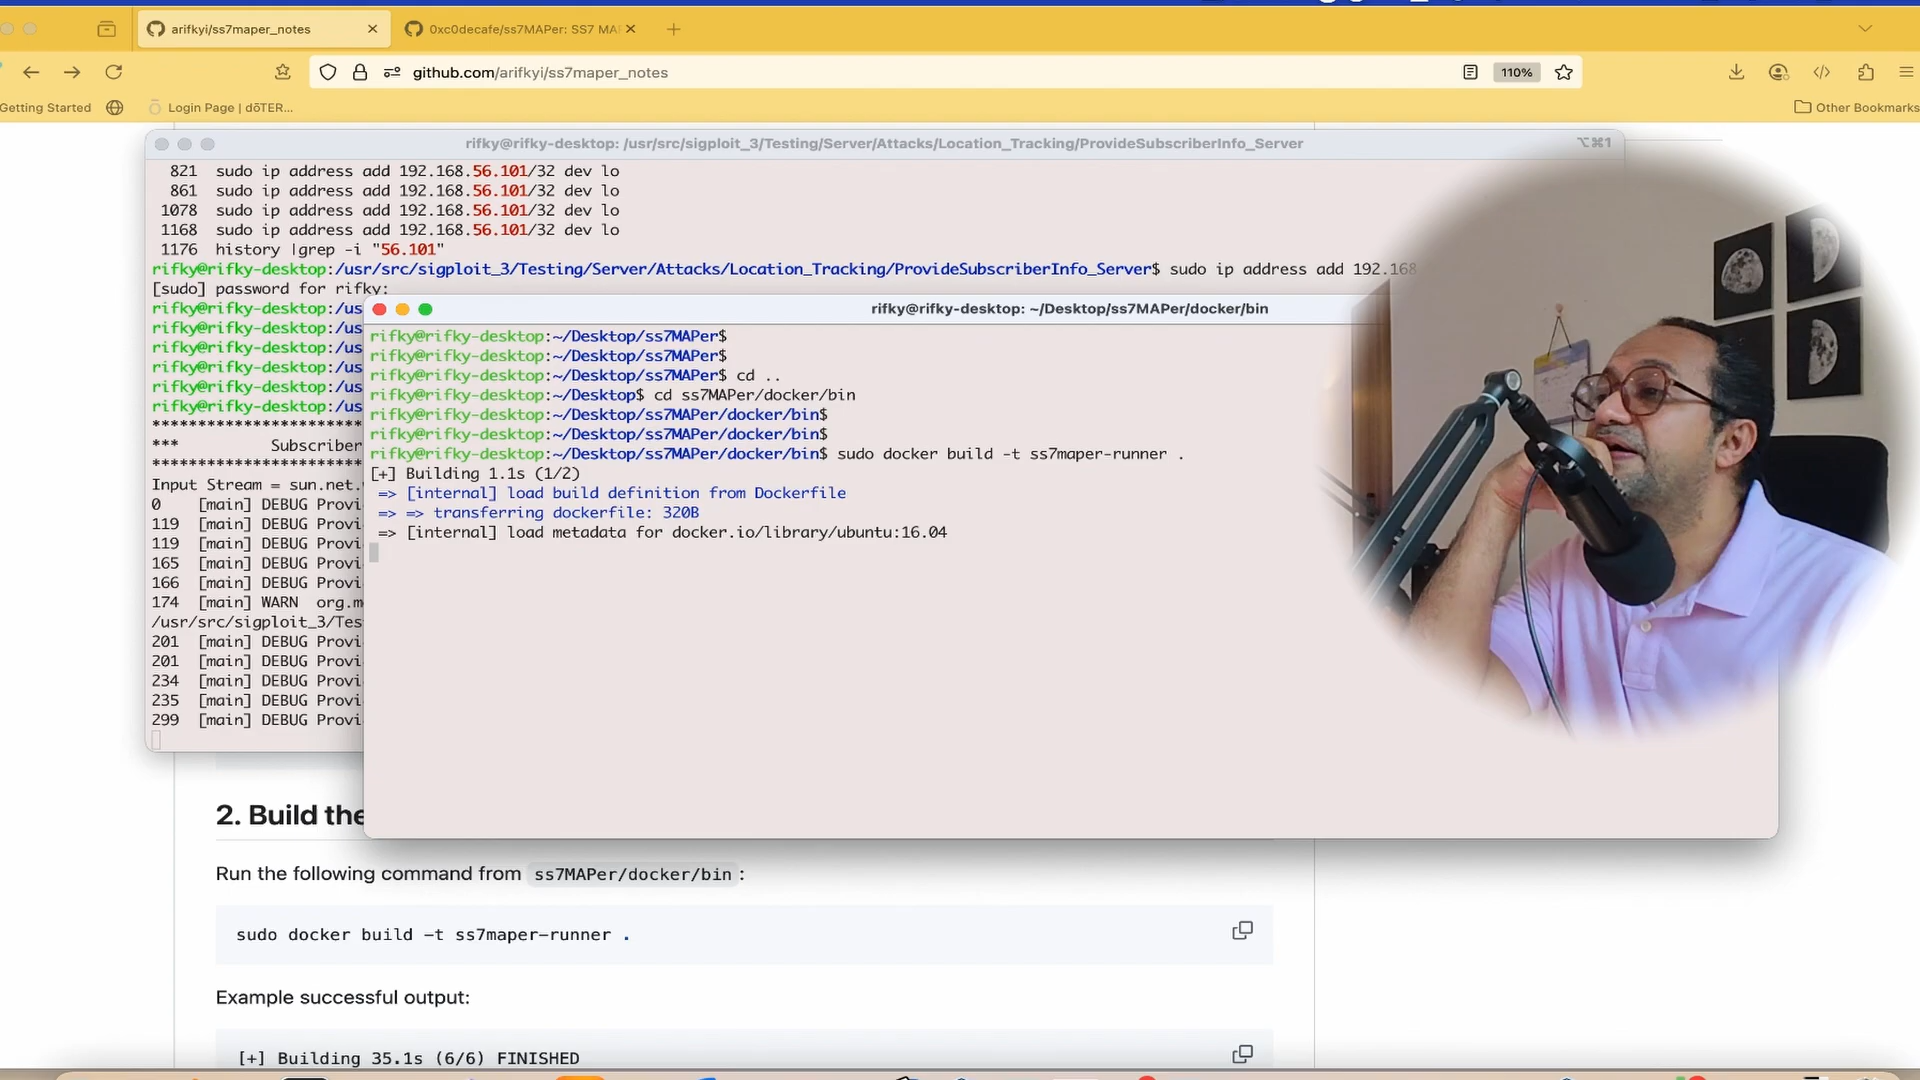 arifkyi/ss7maper_notes
0xc0decafe/ss7MAPer: SS7 MA
github.com/arifkyi/ss7maper_notes
110%
Getting Started
Login Page | dōTER...
Other Bookmarks
rifky@rifky-desktop: /usr/src/sigploit_3/Testing/Server/Attacks/Location_Tracking/ProvideSubscriberInfo_Server
⌥⌘1
821 sudo ip address add 192.168.56.101/32 dev lo
861 sudo ip address add 192.168.56.101/32 dev lo
1078 sudo ip address add 192.168.56.101/32 dev lo
1168 sudo ip address add 192.168.56.101/32 dev lo
1176 history |grep -i "56.101"
rifky@rifky-desktop:/usr/src/sigploit_3/Testing/Server/Attacks/Location_Tracking/ProvideSubscriberInfo_Server$ sudo ip address add 192.168
[sudo] password for rifky:
rifky@rifky-desktop:/us
rifky@rifky-desktop:/us
rifky@rifky-desktop:/us
rifky@rifky-desktop:/us
rifky@rifky-desktop:/us
rifky@rifky-desktop:/us
***********************
*** Subscriber
***********************
Input Stream = sun.net.
0 [main] DEBUG Provi
119 [main] DEBUG Provi
119 [main] DEBUG Provi
165 [main] DEBUG Provi
166 [main] DEBUG Provi
174 [main] WARN org.m
/usr/src/sigploit_3/Tes
201 [main] DEBUG Provi
201 [main] DEBUG Provi
234 [main] DEBUG Provi
235 [main] DEBUG Provi
299 [main] DEBUG Provi
rifky@rifky-desktop: ~/Desktop/ss7MAPer/docker/bin
rifky@rifky-desktop:~/Desktop/ss7MAPer$
rifky@rifky-desktop:~/Desktop/ss7MAPer$
rifky@rifky-desktop:~/Desktop/ss7MAPer$ cd ..
rifky@rifky-desktop:~/Desktop$ cd ss7MAPer/docker/bin
rifky@rifky-desktop:~/Desktop/ss7MAPer/docker/bin$
rifky@rifky-desktop:~/Desktop/ss7MAPer/docker/bin$
rifky@rifky-desktop:~/Desktop/ss7MAPer/docker/bin$ sudo docker build -t ss7maper-runner .
[+] Building 1.1s (1/2)
=> [internal] load build definition from Dockerfile
=> => transferring dockerfile: 320B
=> [internal] load metadata for docker.io/library/ubuntu:16.04
2. Build the
Run the following command from ss7MAPer/docker/bin:
sudo docker build -t ss7maper-runner .
Example successful output:
[+] Building 35.1s (6/6) FINISHED